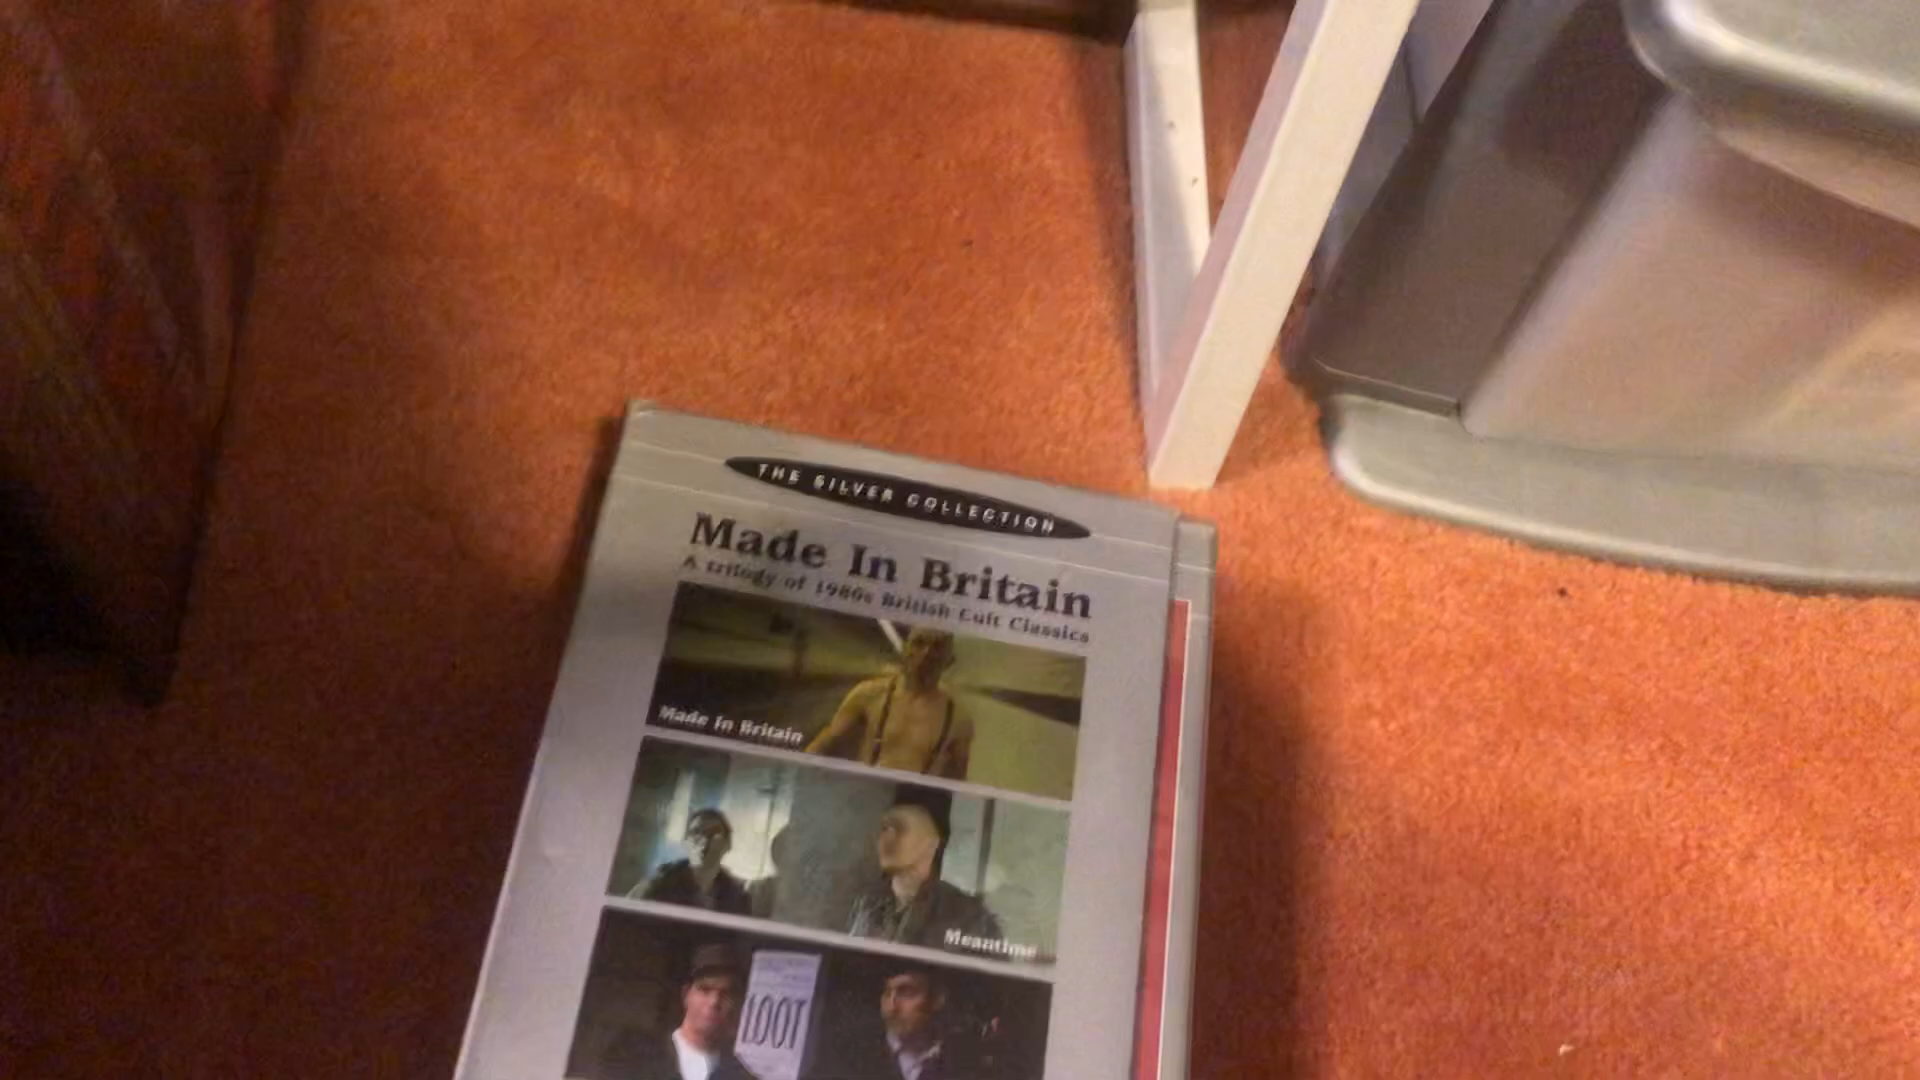 THE SILVER COLLECTION
Made In Britain
A trilogy of 1980s British Cult Classics
Made In Britain
Meantime
LOOT